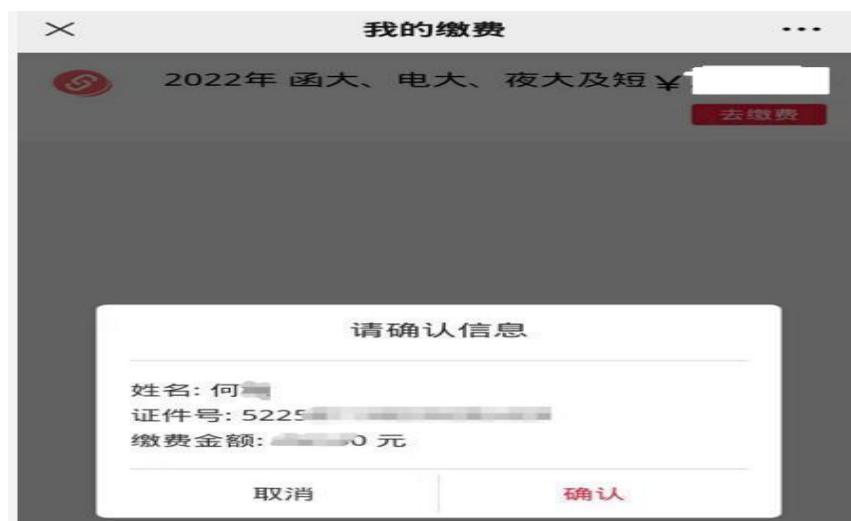 我的缴费
2022年 函大、电大、夜大及短 ¥
去缴费
请确认信息
姓名: 何
证件号: 5225
缴费金额: 0 元
取消
确认